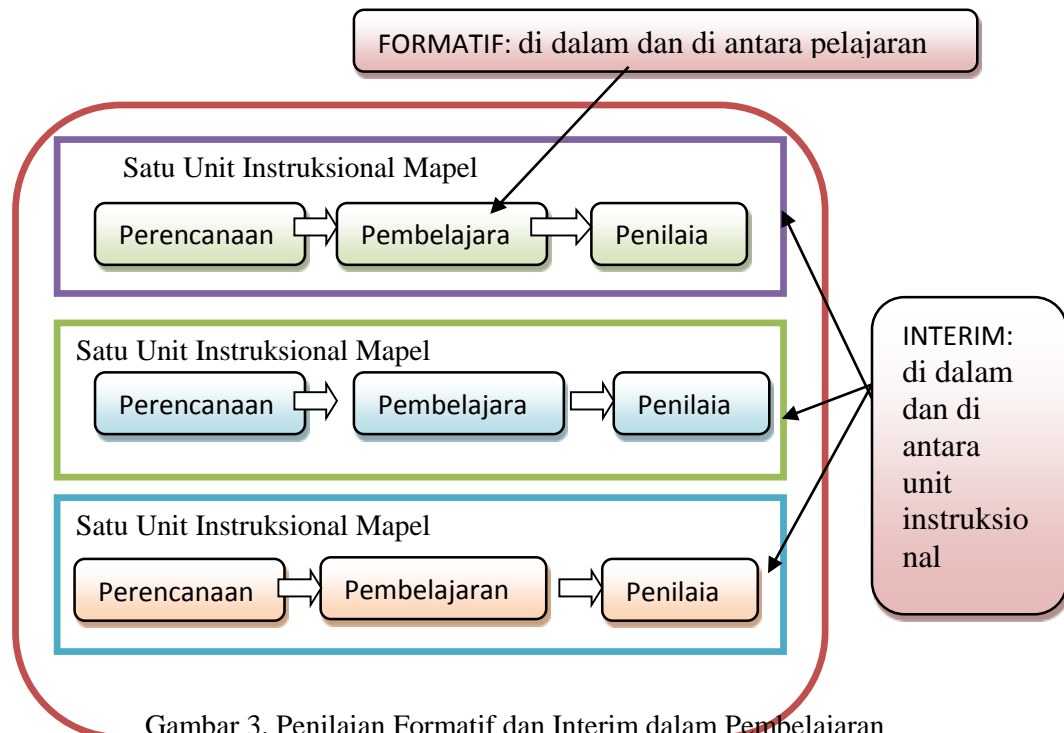 FORMATIF: di dalam dan di antara pelajaran
Satu Unit Instruksional Mapel
Perencanaan
Pembelajara
Penilaia
Satu Unit Instruksional Mapel
Perencanaan
Pembelajara
Penilaia
Satu Unit Instruksional Mapel
Perencanaan
Pembelajaran
Penilaia
INTERIM:
di dalam
dan di
antara
unit
instruksio
nal
Gambar 3. Penilaian Formatif dan Interim dalam Pembelajaran